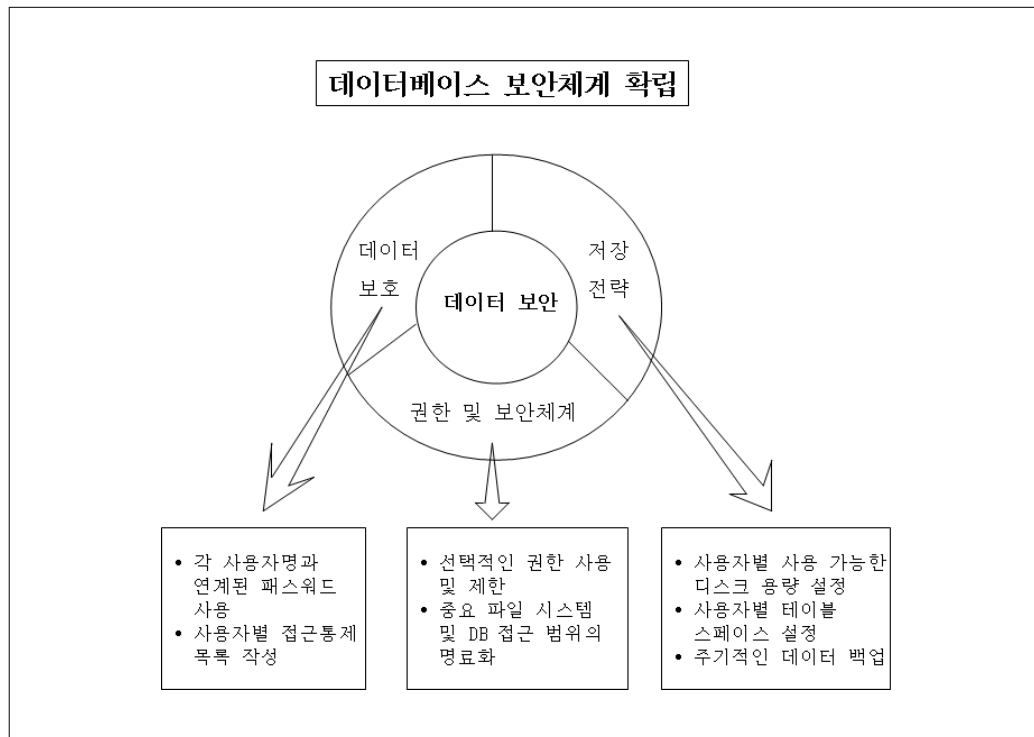 데이터베이스 보안체계 확립
데이터
보호
데이터 보안
저장
전략
권한 및 보안체계
• 각 사용자명과
연계된 패스워드
사용
• 사용자별 접근통제
목록 작성
• 선택적인 권한 사용
및 제한
• 중요 파일 시스템
및 DB 접근 범위의
명료화
• 사용자별 사용 가능한
디스크 용량 설정
• 사용자별 테이블
스페이스 설정
• 주기적인 데이터 백업